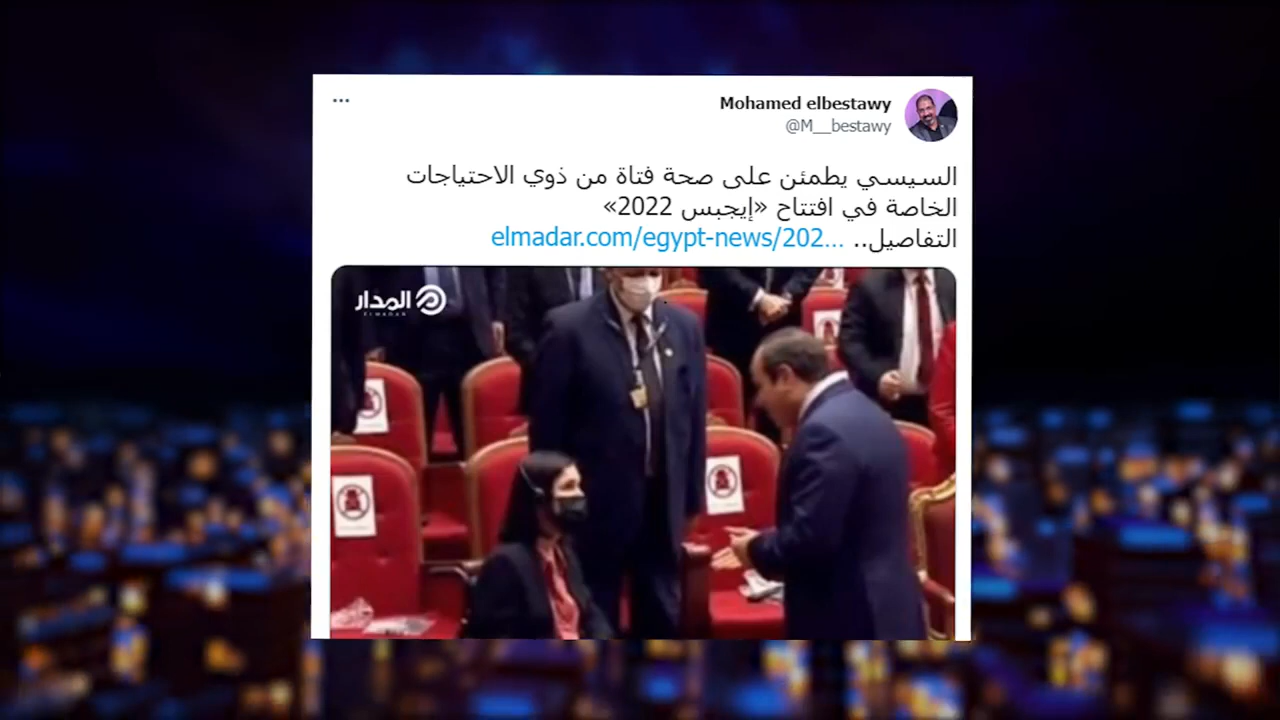 Mohamed elbestawy
@M__bestawy
السيسي يطمئن على صحة فتاة من ذوي الاحتياجات
الخاصة في افتتاح «إيجبس 2022»
التفاصيل.. elmadar.com/egypt-news/202...
المدار
ELMADAR